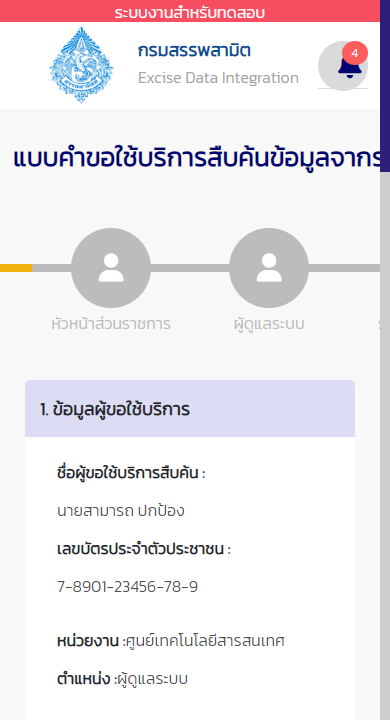 ระบบงานสำหรับทดสอบ
กรมสรรพสามิต
4
Excise Data Integration
แบบคำขอใช้บริการสืบค้นข้อมูลจากร
หัวหน้าส่วนราชการ
ผู้ดูแลระบบ
1. ข้อมูลผู้ขอใช้บริการ
ชื่อผู้ขอใช้บริการสืบค้น :
นายสามารถ ปกป้อง
เลขบัตรประจำตัวประชาชน :
7-8901-23456-78-9
หน่วยงาน :ศูนย์เทคโนโลยีสารสนเทศ
ตำแหน่ง :ผู้ดูแลระบบ